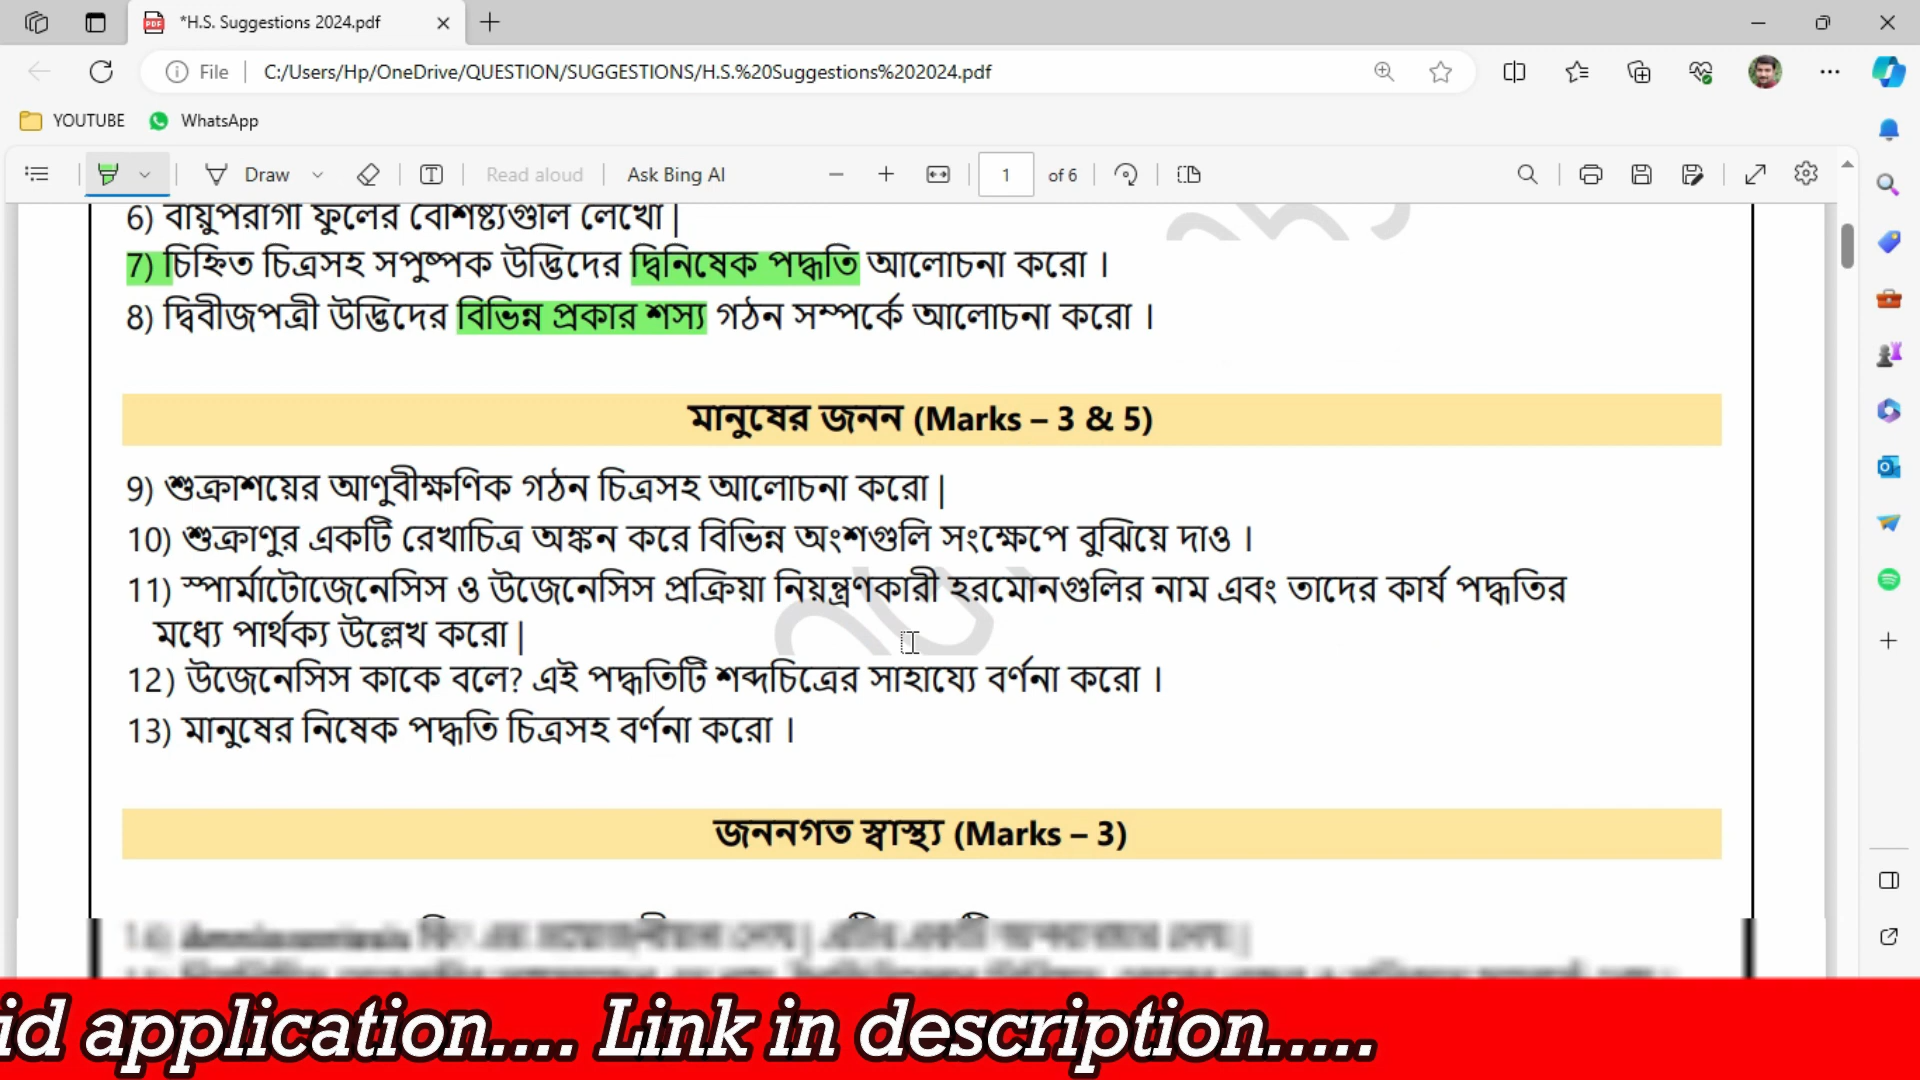 *H.S. Suggestions 2024.pdf
File C:/Users/Hp/OneDrive/QUESTION/SUGGESTIONS/H.S.%20Suggestions%202024.pdf
YOUTUBE WhatsApp
Draw Read aloud Ask Bing AI 1 of 6
6) বায়ুপরাগী ফুলের বৈশিষ্ট্যগুলি লেখো|
7) চিহ্নিত চিত্রসহ সপুষ্পক উদ্ভিদের দ্বিনিষেক পদ্ধতি আলোচনা করো ।
8) দ্বিবীজপত্রী উদ্ভিদের বিভিন্ন প্রকার শস্য গঠন সম্পর্কে আলোচনা করো ।
মানুষের জনন (Marks – 3 & 5)
9) শুক্রাশয়ের আণুবীক্ষণিক গঠন চিত্রসহ আলোচনা করো|
10) শুক্রাণুর একটি রেখাচিত্র অঙ্কন করে বিভিন্ন অংশগুলি সংক্ষেপে বুঝিয়ে দাও ।
11) স্পার্মাটোজেনেসিস ও উজেনেসিস প্রক্রিয়া নিয়ন্ত্রণকারী হরমোনগুলির নাম এবং তাদের কার্য পদ্ধতির
মধ্যে পার্থক্য উল্লেখ করো|
12) উজেনেসিস কাকে বলে? এই পদ্ধতিটি শব্দচিত্রের সাহায্যে বর্ণনা করো ।
13) মানুষের নিষেক পদ্ধতি চিত্রসহ বর্ণনা করো ।
জননগত স্বাস্থ্য (Marks – 3)
id application.... Link in description.....